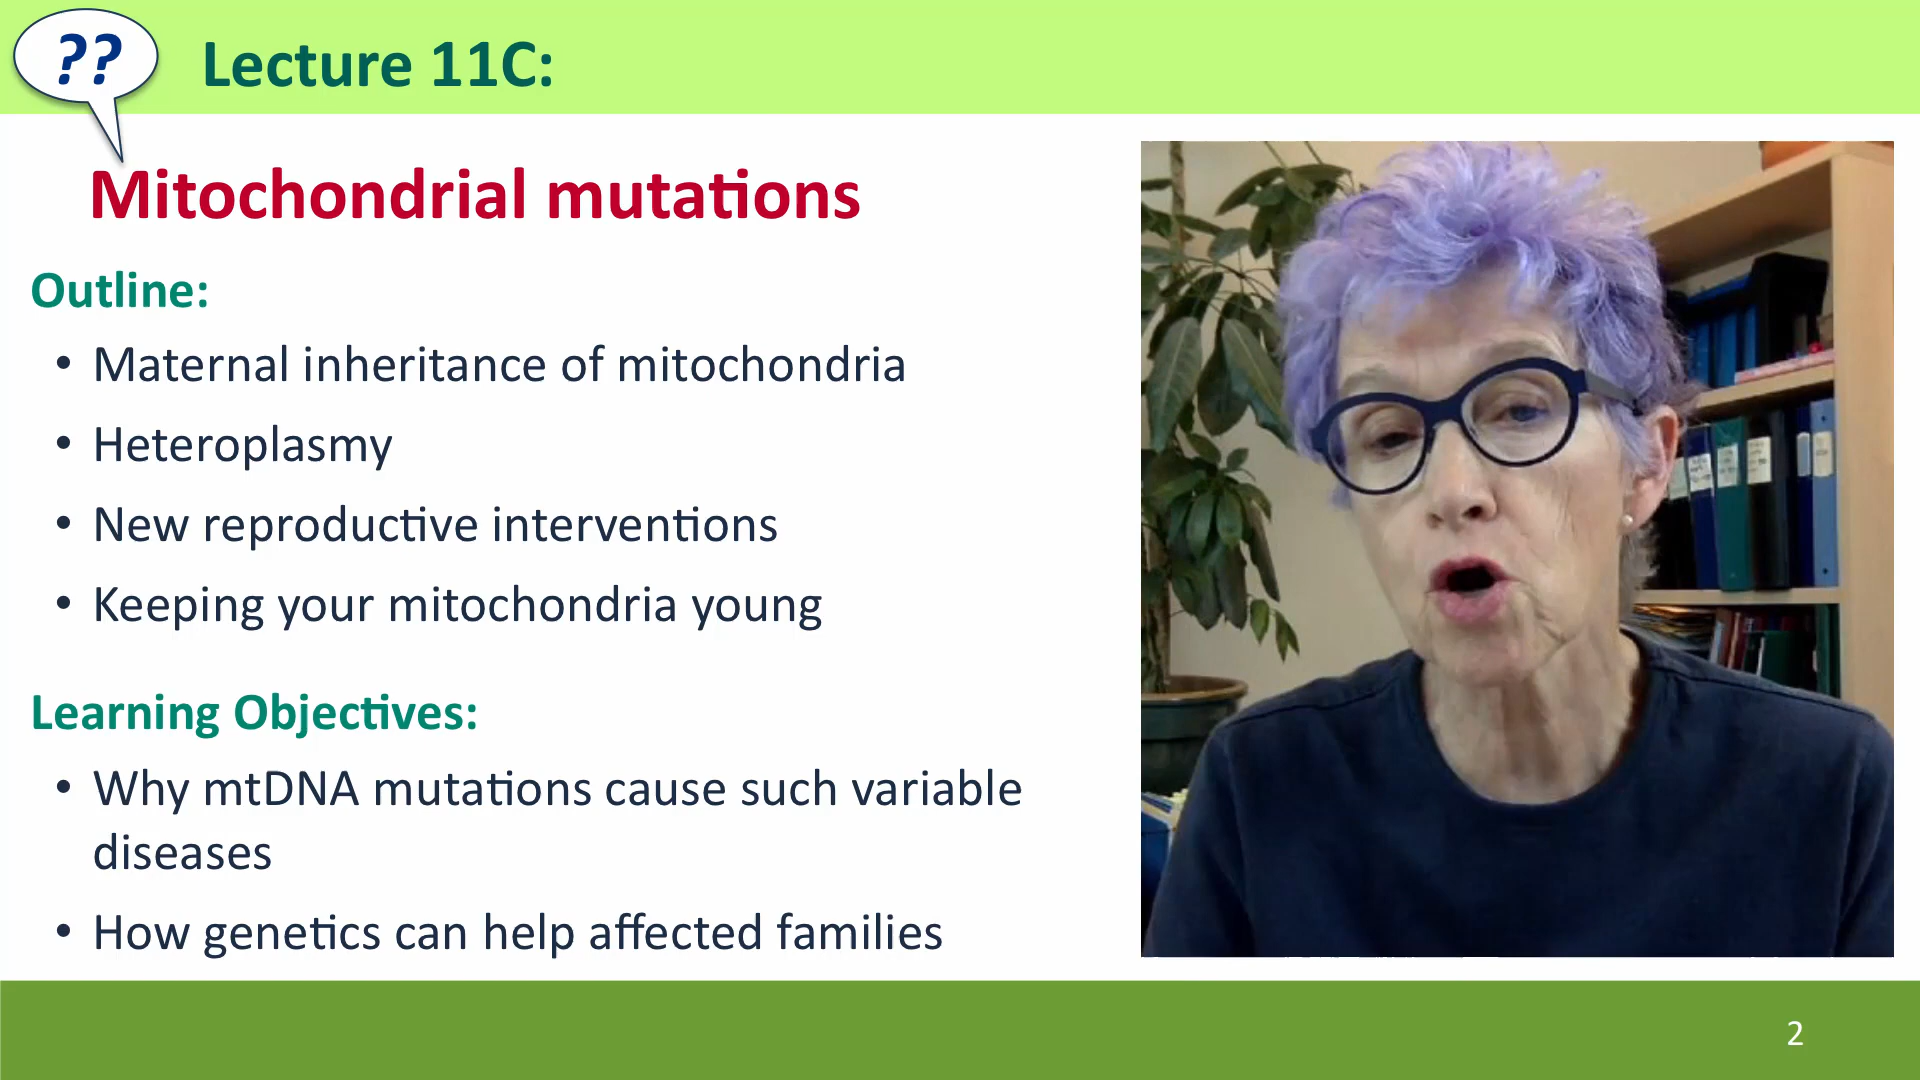 ??
Lecture 11C:
Mitochondrial mutations
Outline:
• Maternal inheritance of mitochondria
• Heteroplasmy
• New reproductive interventions
• Keeping your mitochondria young
Learning Objectives:
• Why mtDNA mutations cause such variable
diseases
• How genetics can help affected families
2